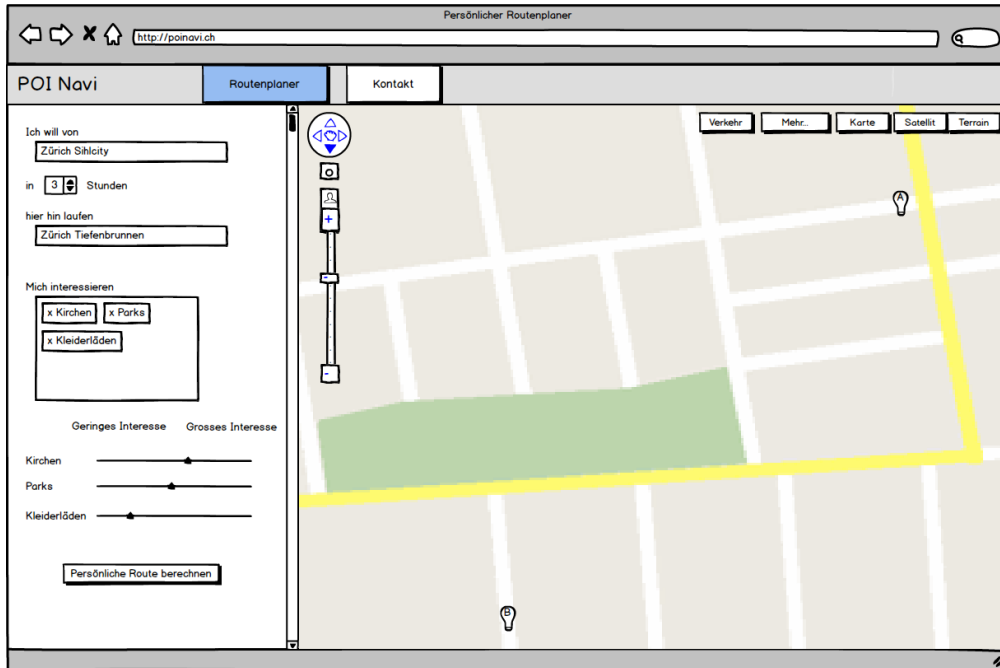 Persönlicher Routenplaner
http://poinavi.ch
POI Navi
Routenplaner
Kontakt
Ich will von
Zürich Sihlcity
in 3 Stunden
hier hin laufen
Zürich Tiefenbrunnen
Mich interessieren
x Kirchen x Parks
x Kleiderläden
Geringes Interesse Grosses Interesse
Kirchen
Parks
Kleiderläden
Persönliche Route berechnen
Verkehr Mehr... Karte Satellit Terrain
A
B